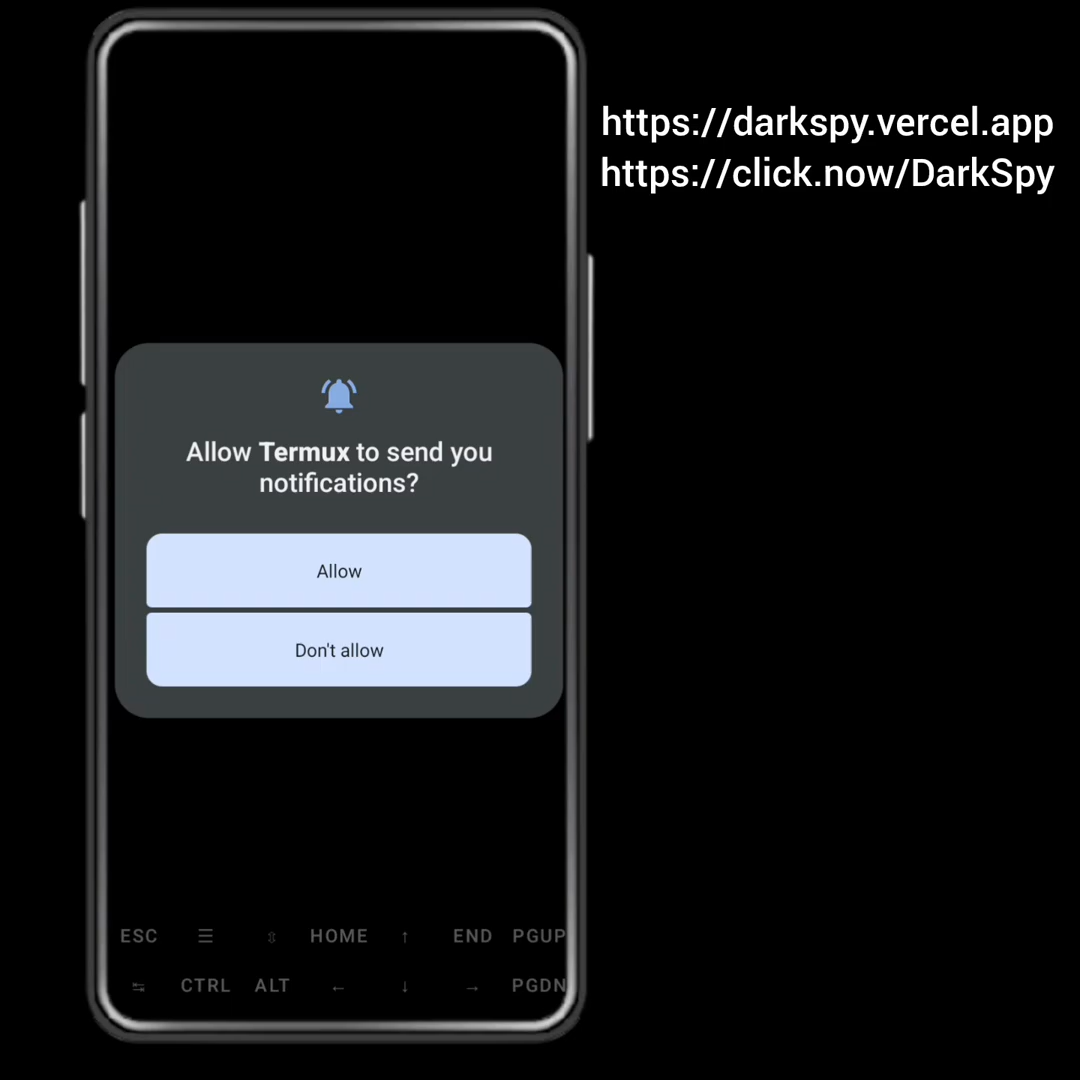 https://darkspy.vercel.app
https://click.now/DarkSpy
Allow Termux to send you
notifications?
Allow
Don't allow
ESC ☰ ⇳ HOME ↑ END PGUP
↹ CTRL ALT ← ↓ → PGDN